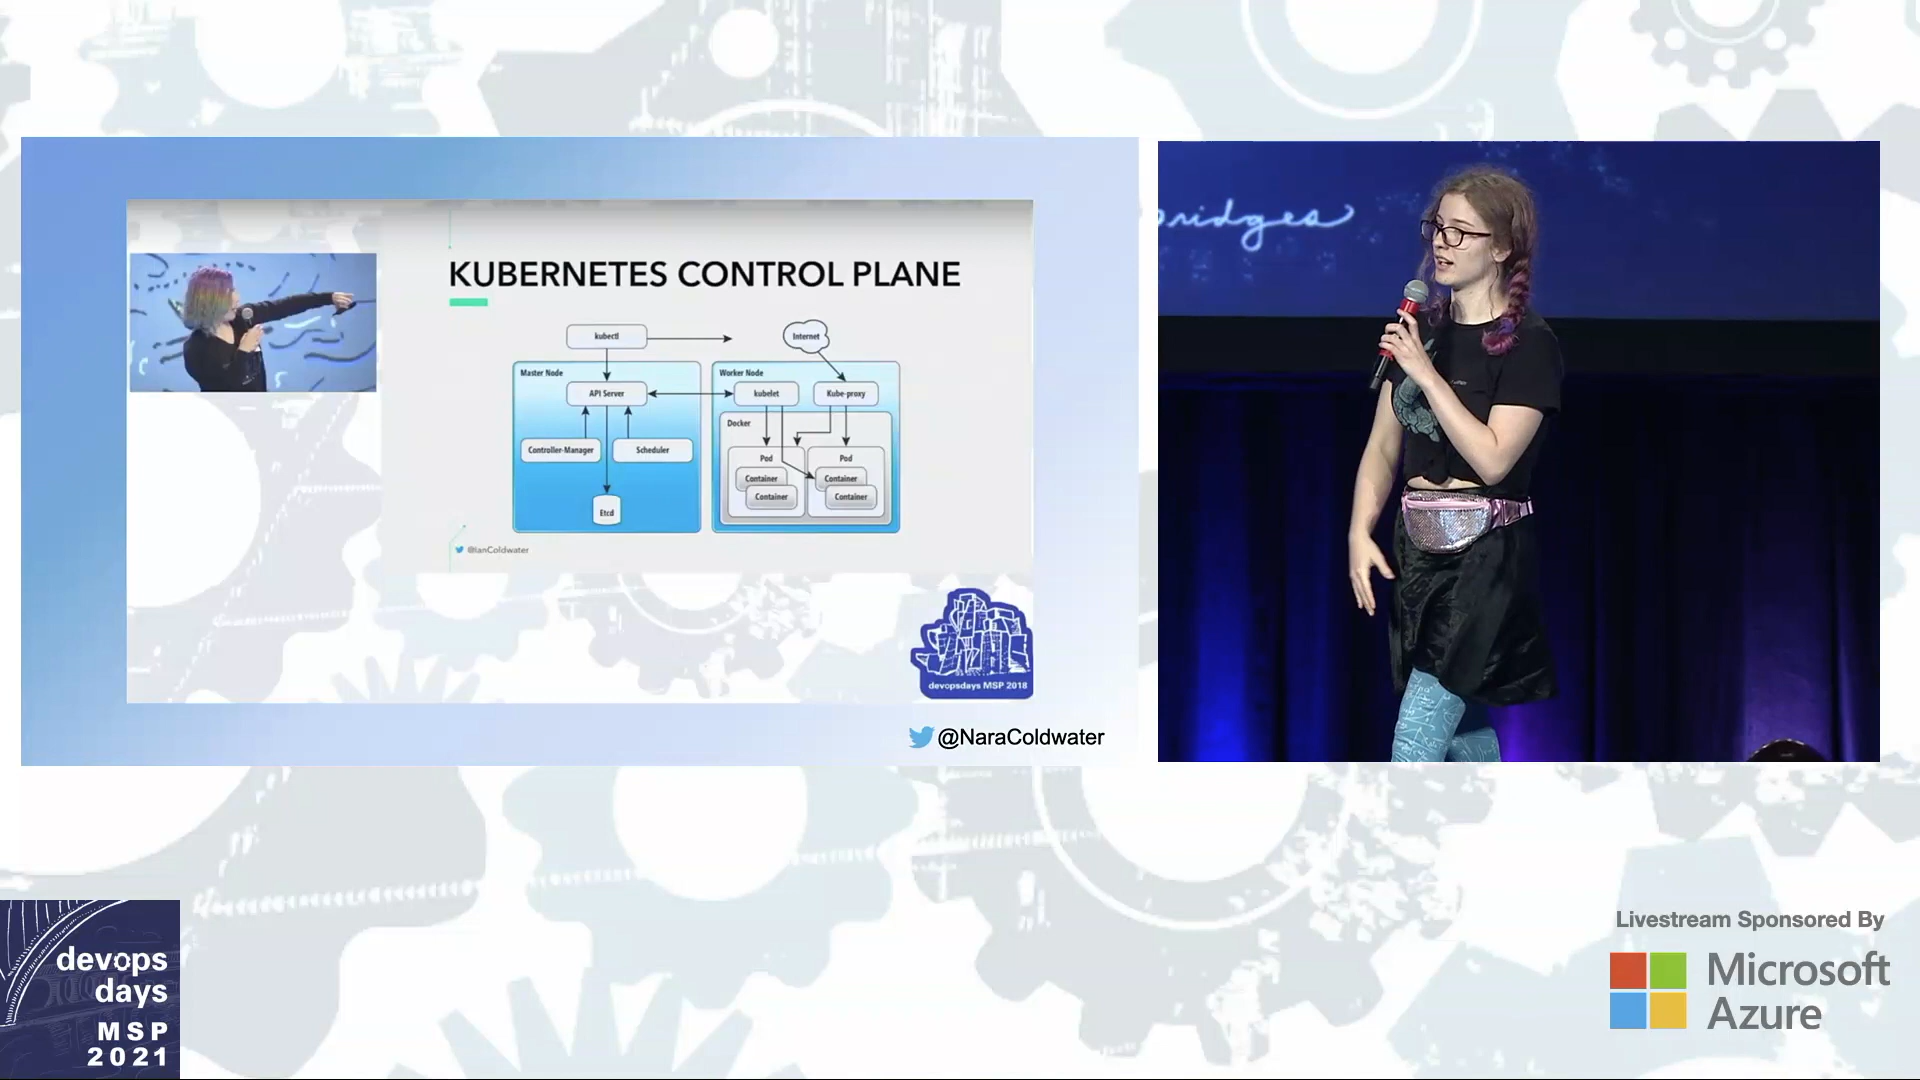 KUBERNETES CONTROL PLANE
kubectl
Internet
Master Node
API Server
Controller-Manager
Scheduler
Etcd
Worker Node
kubelet
Kube-proxy
Docker
Pod
Container
Container
Pod
Container
Container
@IanColdwater
devopsdays MSP 2018
@NaraColdwater
bridges
devops
days
MSP
2021
Livestream Sponsored By
Microsoft
Azure